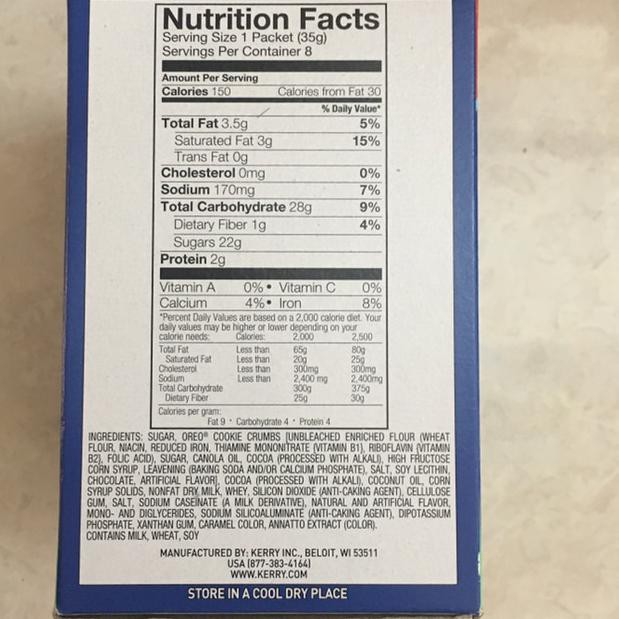 Nutrition Facts
Serving Size 1 Packet (35g)
Servings Per Container 8
Amount Per Serving
Calories 150 Calories from Fat 30
% Daily Value*
Total Fat 3.5g 5%
Saturated Fat 3g 15%
Trans Fat 0g
Cholesterol 0mg 0%
Sodium 170mg 7%
Total Carbohydrate 28g 9%
Dietary Fiber 1g 4%
Sugars 22g
Protein 2g
Vitamin A 0% • Vitamin C 0%
Calcium 4% • Iron 8%
*Percent Daily Values are based on a 2,000 calorie diet. Your
daily values may be higher or lower depending on your
calorie needs: Calories: 2,000 2,500
Total Fat Less than 65g 80g
Saturated Fat Less than 20g 25g
Cholesterol Less than 300mg 300mg
Sodium Less than 2,400 mg 2,400mg
Total Carbohydrate 300g 375g
Dietary Fiber 25g 30g
Calories per gram:
Fat 9 • Carbohydrate 4 • Protein 4
INGREDIENTS: SUGAR, OREO® COOKIE CRUMBS [UNBLEACHED ENRICHED FLOUR (WHEAT
FLOUR, NIACIN, REDUCED IRON, THIAMINE MONONITRATE {VITAMIN B1}, RIBOFLAVIN {VITAMIN
B2}, FOLIC ACID), SUGAR, CANOLA OIL, COCOA (PROCESSED WITH ALKALI), HIGH FRUCTOSE
CORN SYRUP, LEAVENING (BAKING SODA AND/OR CALCIUM PHOSPHATE), SALT, SOY LECITHIN,
CHOCOLATE, ARTIFICIAL FLAVOR], COCOA (PROCESSED WITH ALKALI), COCONUT OIL, CORN
SYRUP SOLIDS, NONFAT DRY MILK, WHEY, SILICON DIOXIDE (ANTI-CAKING AGENT), CELLULOSE
GUM, SALT, SODIUM CASEINATE (A MILK DERIVATIVE), NATURAL AND ARTIFICIAL FLAVOR,
MONO- AND DIGLYCERIDES, SODIUM SILICOALUMINATE (ANTI-CAKING AGENT), DIPOTASSIUM
PHOSPHATE, XANTHAN GUM, CARAMEL COLOR, ANNATTO EXTRACT (COLOR).
CONTAINS MILK, WHEAT, SOY
MANUFACTURED BY: KERRY INC., BELOIT, WI 53511
USA (877-383-4164)
WWW.KERRY.COM
STORE IN A COOL DRY PLACE